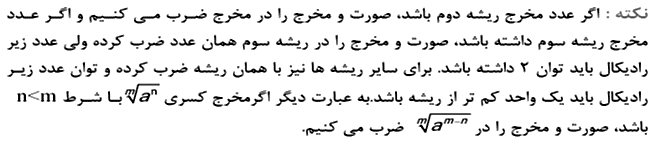 نکته : اگر عدد مخرج ریشه دوم باشد، صورت و مخرج را در مخرج ضرب می کنیم و اگر عدد
مخرج ریشه سوم داشته باشد، صورت و مخرج را در ریشه سوم همان عدد ضرب کرده ولی عدد زیر
رادیکال باید توان ۲ داشته باشد. برای سایر ریشه ها نیز با همان ریشه ضرب کرده و توان عدد زیر
رادیکال باید یک واحد کم تر از ریشه باشد.به عبارت دیگر اگرمخرج کسری ᵐ√aⁿ با شرط n<m
باشد، صورت و مخرج را در ᵐ√aᵐ⁻ⁿ ضرب می کنیم.